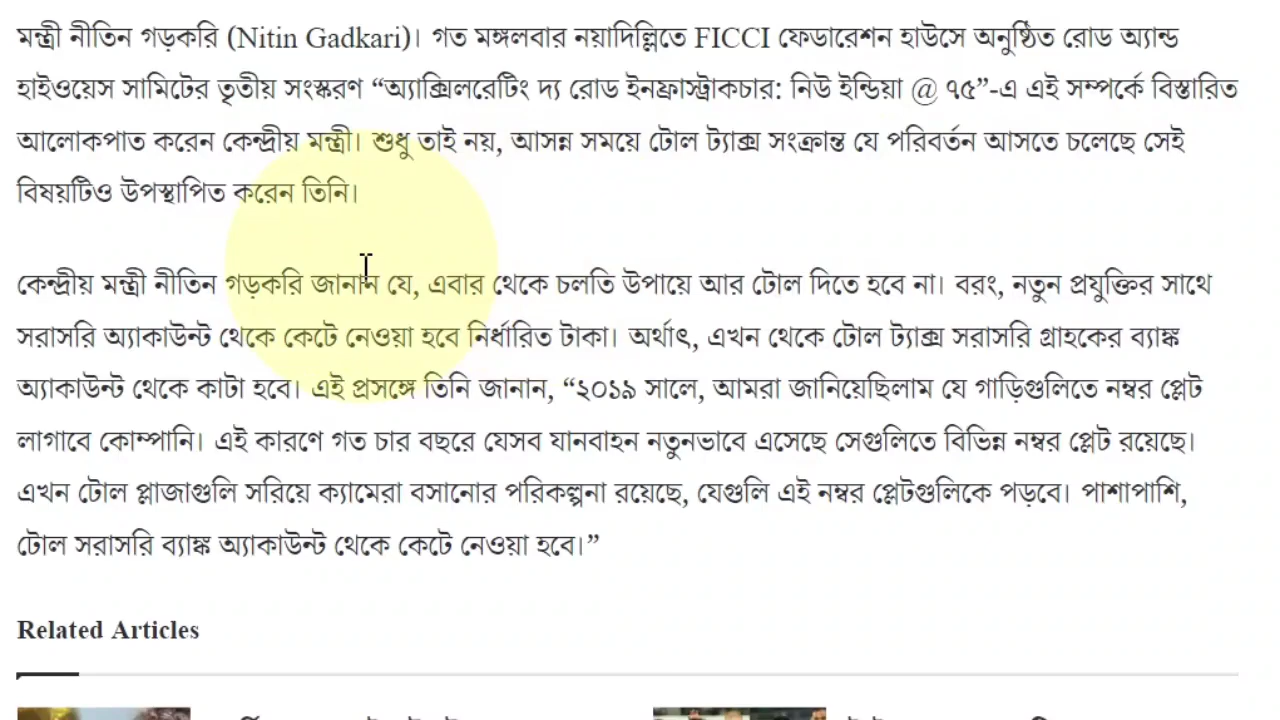 মন্ত্রী নীতিন গড়করি (Nitin Gadkari)। গত মঙ্গলবার নয়াদিল্লিতে FICCI ফেডারেশন হাউসে অনুষ্ঠিত রোড অ্যান্ড
হাইওয়েস সামিটের তৃতীয় সংস্করণ “অ্যাক্সিলরেটিং দ্য রোড ইনফ্রাস্ট্রাকচার: নিউ ইন্ডিয়া @ ৭৫”-এ এই সম্পর্কে বিস্তারিত
আলোকপাত করেন কেন্দ্রীয় মন্ত্রী। শুধু তাই নয়, আসন্ন সময়ে টোল ট্যাক্স সংক্রান্ত যে পরিবর্তন আসতে চলেছে সেই
বিষয়টিও উপস্থাপিত করেন তিনি।
কেন্দ্রীয় মন্ত্রী নীতিন গড়করি জানান যে, এবার থেকে চলতি উপায়ে আর টোল দিতে হবে না। বরং, নতুন প্রযুক্তির সাথে
সরাসরি অ্যাকাউন্ট থেকে কেটে নেওয়া হবে নির্ধারিত টাকা। অর্থাৎ, এখন থেকে টোল ট্যাক্স সরাসরি গ্রাহকের ব্যাঙ্ক
অ্যাকাউন্ট থেকে কাটা হবে। এই প্রসঙ্গে তিনি জানান, “২০১৯ সালে, আমরা জানিয়েছিলাম যে গাড়িগুলিতে নম্বর প্লেট
লাগাবে কোম্পানি। এই কারণে গত চার বছরে যেসব যানবাহন নতুনভাবে এসেছে সেগুলিতে বিভিন্ন নম্বর প্লেট রয়েছে।
এখন টোল প্লাজাগুলি সরিয়ে ক্যামেরা বসানোর পরিকল্পনা রয়েছে, যেগুলি এই নম্বর প্লেটগুলিকে পড়বে। পাশাপাশি,
টোল সরাসরি ব্যাঙ্ক অ্যাকাউন্ট থেকে কেটে নেওয়া হবে।”
Related Articles